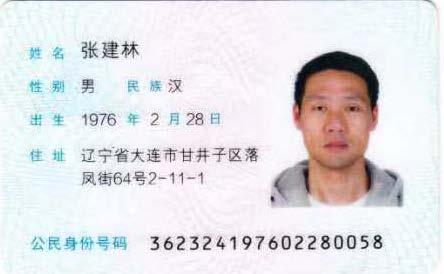 姓名 张建林
性别 男 民族 汉
出生 1976 年 2 月 28 日
住址 辽宁省大连市甘井子区落
凤街64号2-11-1
公民身份号码 362324197602280058